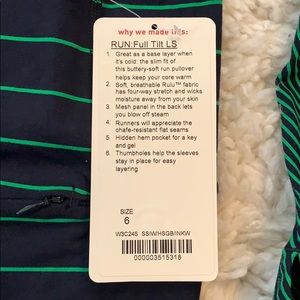 why we made this:
RUN:Full Tilt LS
1. Great as a base layer when
it's cold: the slim fit of
this buttery-soft run pullover
helps keep your core warm
2. Soft, breathable Rulu™ fabric
has four-way stretch and wicks
moisture away from your skin
3. Mesh panel in the back lets
you blow off steam
4. Runners will appreciate the
chafe-resistant flat seams
5. Hidden hem pocket for a key
and gel
6. Thumbholes help the sleeves
stay in place for easy
layering
SIZE
6
W3C24S SSIW/HSGB/INKW
000003515318